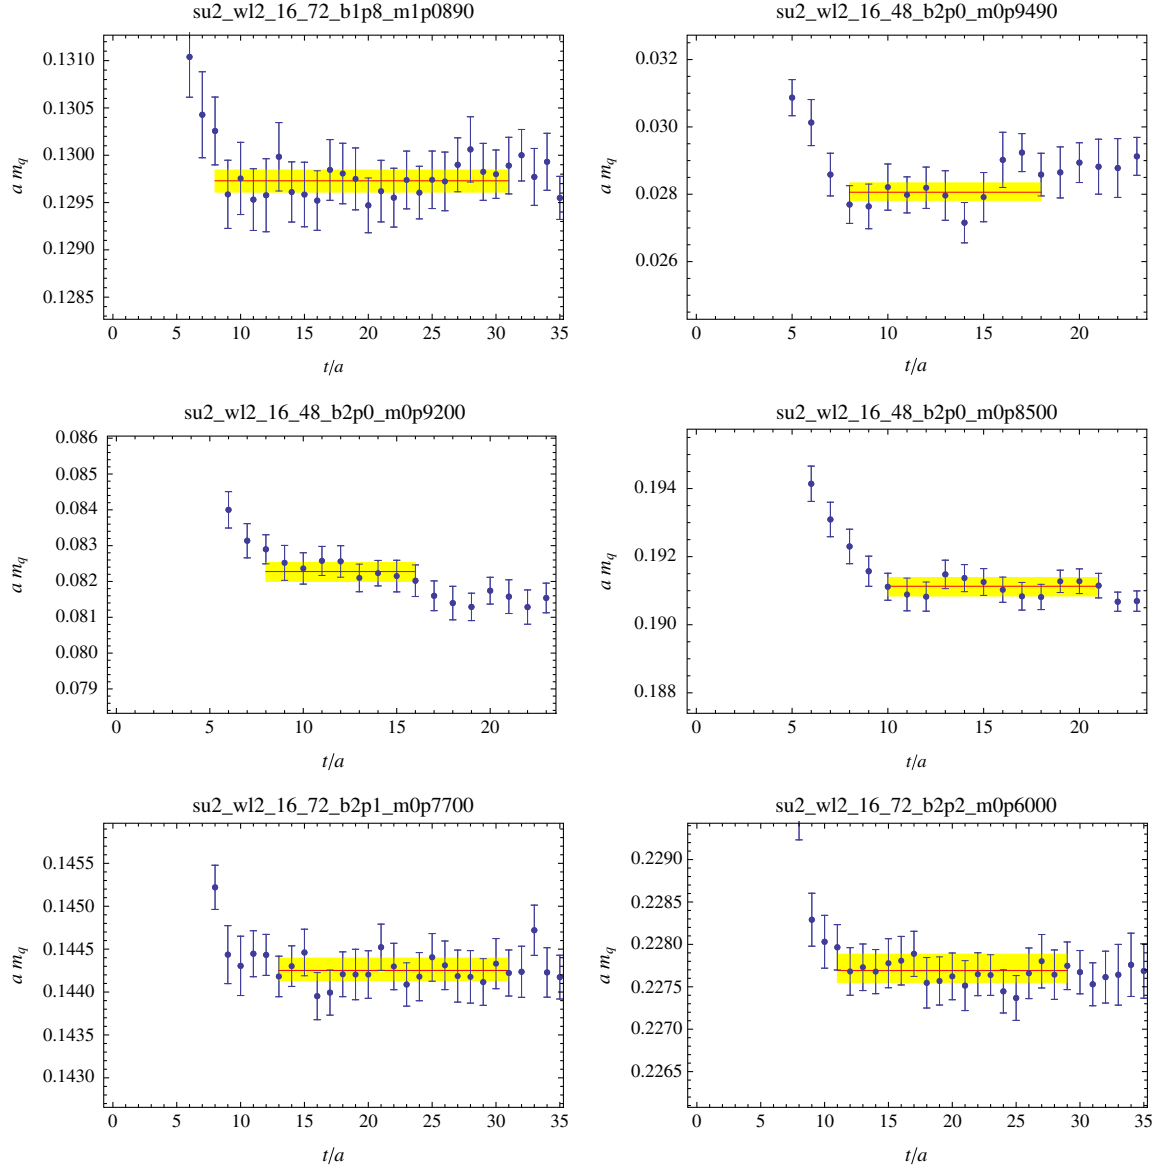 su2_wl2_16_72_b1p8_m1p0890
0.1310
0.1305
0.1300
0.1295
0.1290
0.1285
a m_q
0 5 10 15 20 25 30 35
t/a
su2_wl2_16_48_b2p0_m0p9490
0.032
0.030
0.028
0.026
a m_q
0 5 10 15 20
t/a
su2_wl2_16_48_b2p0_m0p9200
0.086
0.085
0.084
0.083
0.082
0.081
0.080
0.079
a m_q
0 5 10 15 20
t/a
su2_wl2_16_48_b2p0_m0p8500
0.194
0.192
0.190
0.188
a m_q
0 5 10 15 20
t/a
su2_wl2_16_72_b2p1_m0p7700
0.1455
0.1450
0.1445
0.1440
0.1435
0.1430
a m_q
0 5 10 15 20 25 30 35
t/a
su2_wl2_16_72_b2p2_m0p6000
0.2290
0.2285
0.2280
0.2275
0.2270
0.2265
a m_q
0 5 10 15 20 25 30 35
t/a